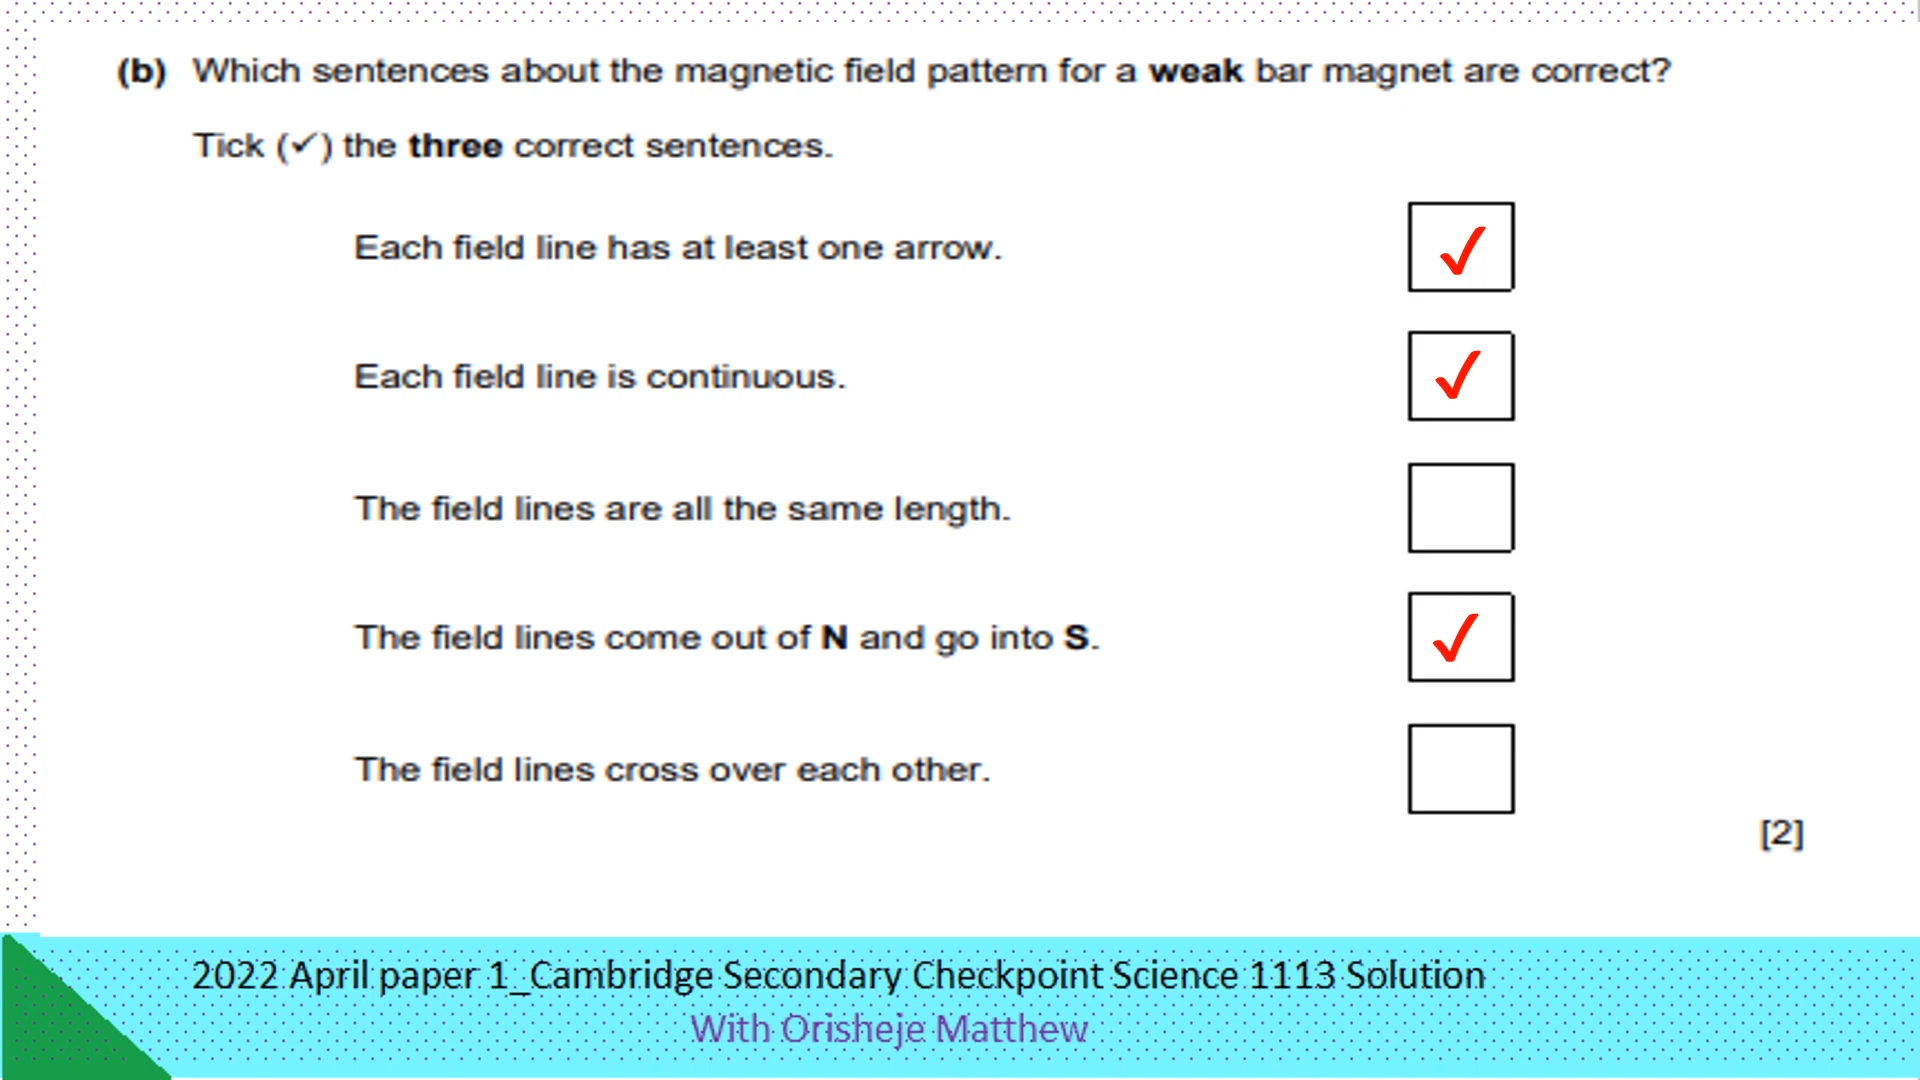 (b) Which sentences about the magnetic field pattern for a weak bar magnet are correct?
Tick (✓) the three correct sentences.
Each field line has at least one arrow. ✓
Each field line is continuous. ✓
The field lines are all the same length.
The field lines come out of N and go into S. ✓
The field lines cross over each other.
[2]
2022 April paper 1_Cambridge Secondary Checkpoint Science 1113 Solution
With Orisheje Matthew